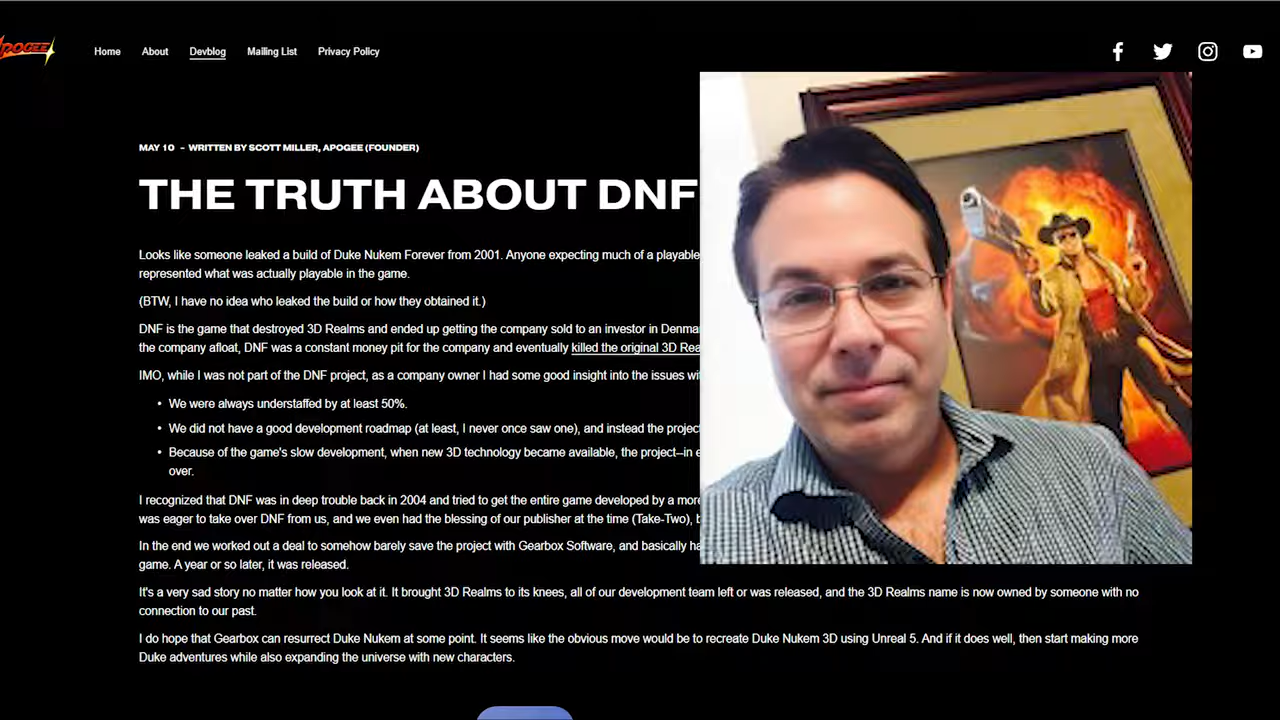 APOGEE
Home About Devblog Mailing List Privacy Policy
MAY 10 - WRITTEN BY SCOTT MILLER, APOGEE (FOUNDER)
THE TRUTH ABOUT DNF
Looks like someone leaked a build of Duke Nukem Forever from 2001. Anyone expecting much of a playable
represented what was actually playable in the game.
(BTW, I have no idea who leaked the build or how they obtained it.)
DNF is the game that destroyed 3D Realms and ended up getting the company sold to an investor in
the company afloat, DNF was a constant money pit for the company and eventually killed the original 3D
IMO, while I was not part of the DNF project, as a company owner I had some good insight into the issues
• We were always understaffed by at least 50%.
• We did not have a good development roadmap (at least, I never once saw one), and instead the
• Because of the game's slow development, when new 3D technology became available, the project--in
over.
I recognized that DNF was in deep trouble back in 2004 and tried to get the entire game developed by a
was eager to take over DNF from us, and we even had the blessing of our publisher at the time (Take-Two),
In the end we worked out a deal to somehow barely save the project with Gearbox Software, and basically
game. A year or so later, it was released.
It's a very sad story no matter how you look at it. It brought 3D Realms to its knees, all of our development team left or was released, and the 3D Realms name is now owned by someone with no
connection to our past.
I do hope that Gearbox can resurrect Duke Nukem at some point. It seems like the obvious move would be to recreate Duke Nukem 3D using Unreal 5. And if it does well, then start making more
Duke adventures while also expanding the universe with new characters.